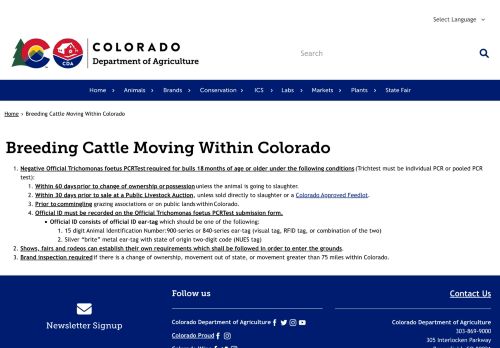 Select Language
COLORADO
Department of Agriculture
CO
CDA
Search
Home > Animals > Brands > Conservation > ICS > Labs > Markets > Plants > State Fair
Home > Breeding Cattle Moving Within Colorado
Breeding Cattle Moving Within Colorado
1. Negative Official Trichomonas foetus PCRTest required for bulls 18 months of age or older under the following conditions (Trichtest must be individual PCR or pooled PCR
test):
1. Within 60 days prior to change of ownership or possession unless the animal is going to slaughter.
2. Within 30 days prior to sale at a Public Livestock Auction, unless sold directly to slaughter or a Colorado Approved Feedlot.
3. Prior to commingling grazing associations or on public lands within Colorado.
4. Official ID must be recorded on the Official Trichomonas foetus PCRTest submission form.
• Official ID consists of official ID ear-tag which should be one of the following:
1. 15 digit Animal Identification Number:900-series or 840-series ear-tag (visual tag, RFID tag, or combination of the two)
2. Silver "brite" metal ear-tag with state of origin two-digit code (NUES tag)
2. Shows, fairs and rodeos can establish their own requirements which shall be followed in order to enter the grounds.
3. Brand inspection required if there is a change of ownership, movement out of state, or movement greater than 75 miles within Colorado.
Newsletter Signup
Follow us
Colorado Department of Agriculture
Colorado Proud
Contact Us
Colorado Department of Agriculture
303-869-9000
305 Interlocken Parkway